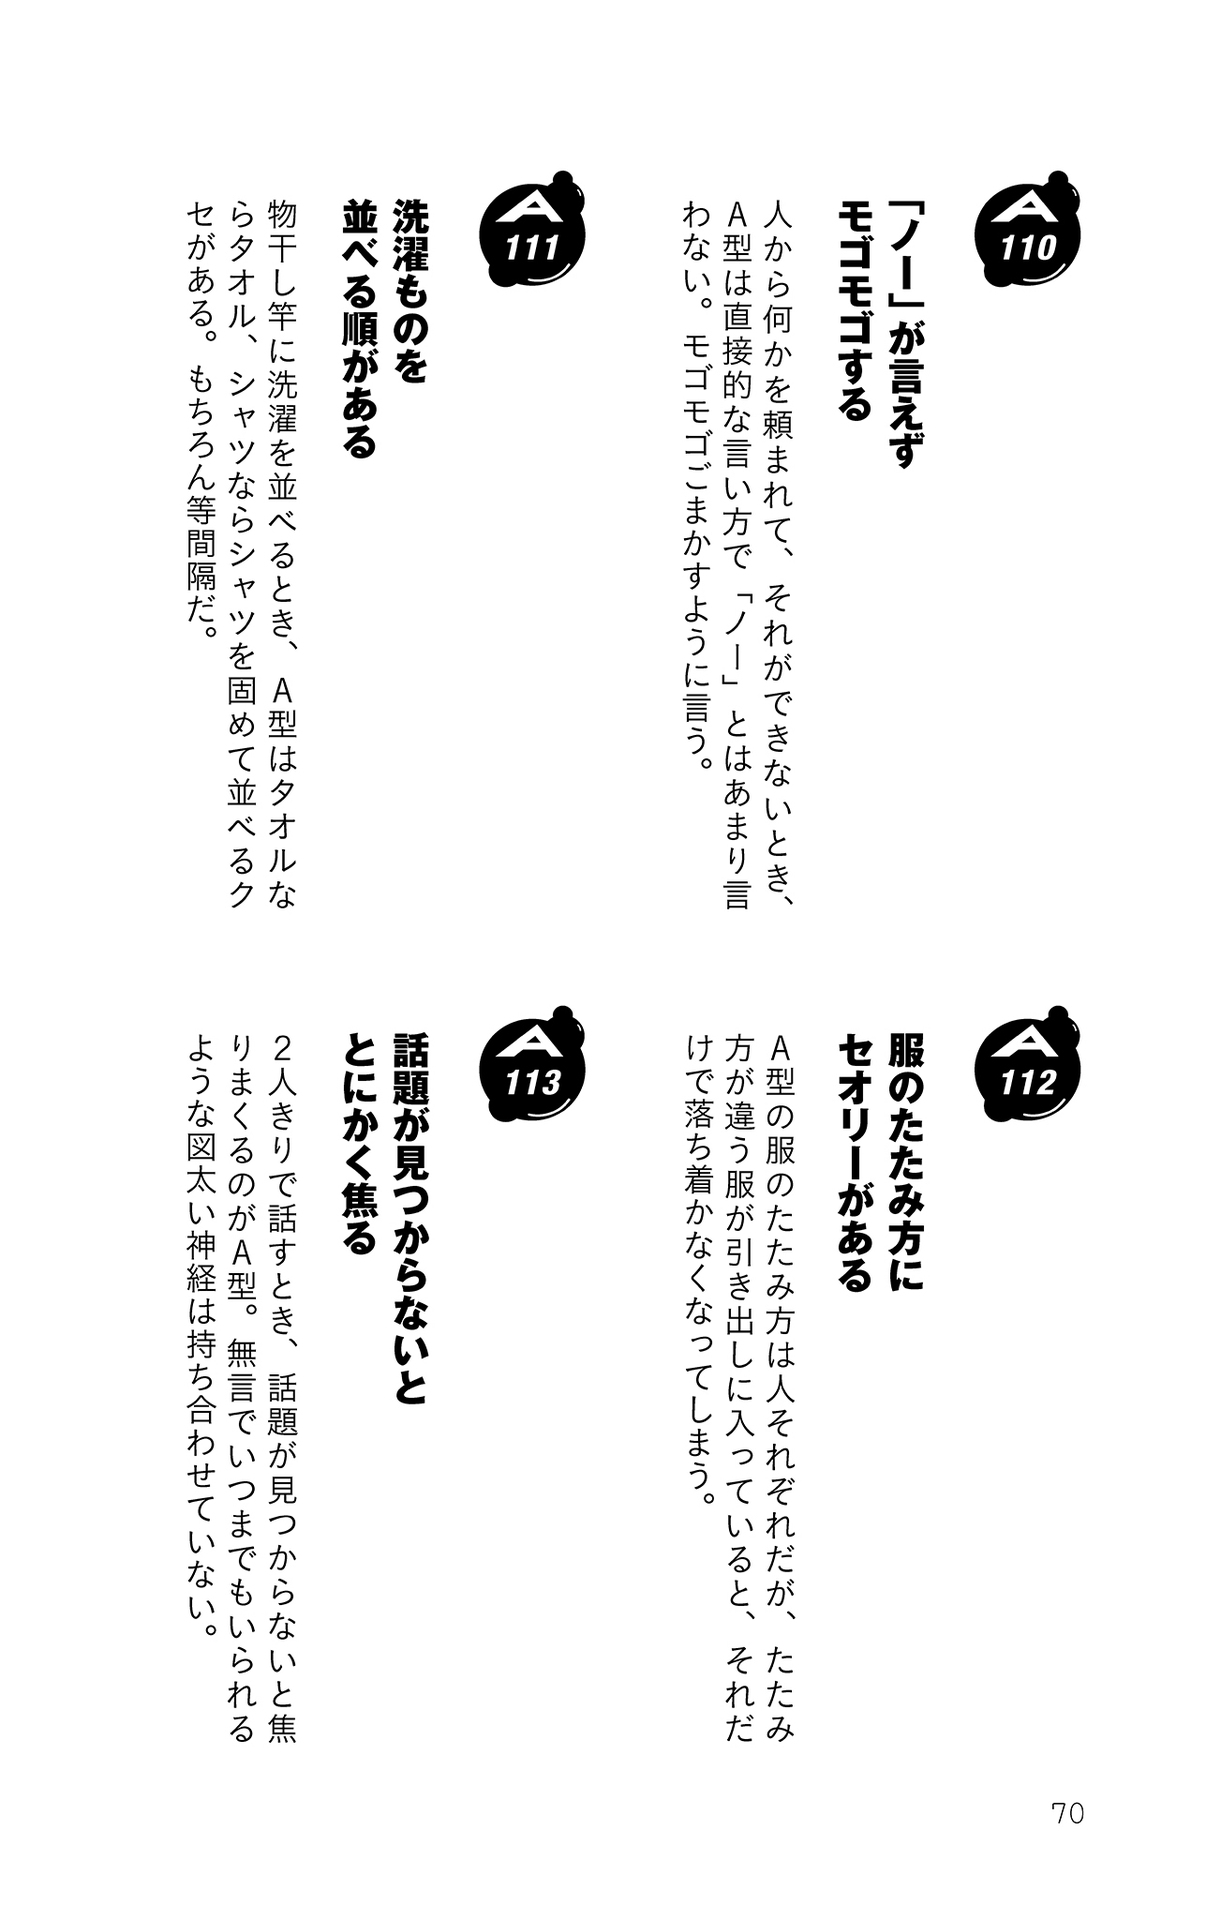 A
110
「ノー」が言えず
モゴモゴする
人から何かを頼まれて、それができないとき、
A型は直接的な言い方で「ノー」とはあまり言
わない。モゴモゴごまかすように言う。
A
111
洗濯ものを
並べる順がある
物干し竿に洗濯を並べるとき、A型はタオルな
らタオル、シャツならシャツを固めて並べるク
セがある。もちろん等間隔だ。
A
112
服のたたみ方に
セオリーがある
A型の服のたたみ方は人それぞれだが、たたみ
方が違う服が引き出しに入っていると、それだ
けで落ち着かなくなってしまう。
A
113
話題が見つからないと
とにかく焦る
2人きりで話すとき、話題が見つからないと焦
りまくるのがA型。無言でいつまでもいられる
ような図太い神経は持ち合わせていない。
70